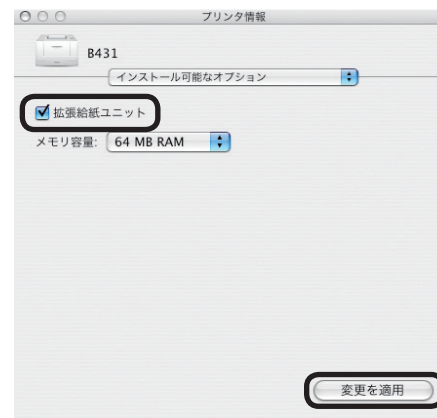 プリンタ情報
B431
インストール可能なオプション
拡張給紙ユニット
メモリ容量: 64 MB RAM
変更を適用